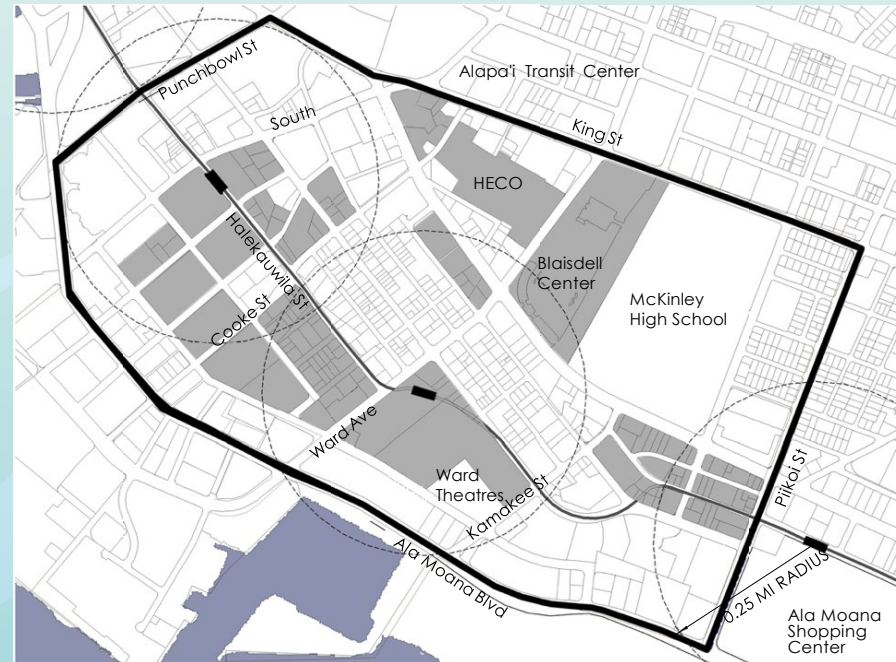 Punchbowl St
Alapa'i Transit Center
South
King St
HECO
Halekauwila St
Blaisdell
Center
McKinley
High School
Cooke St
Ward Ave
Ward
Theatres
Kamakee St
Piikoi St
Ala Moana Blvd
0.25 MI RADIUS
Ala Moana
Shopping
Center